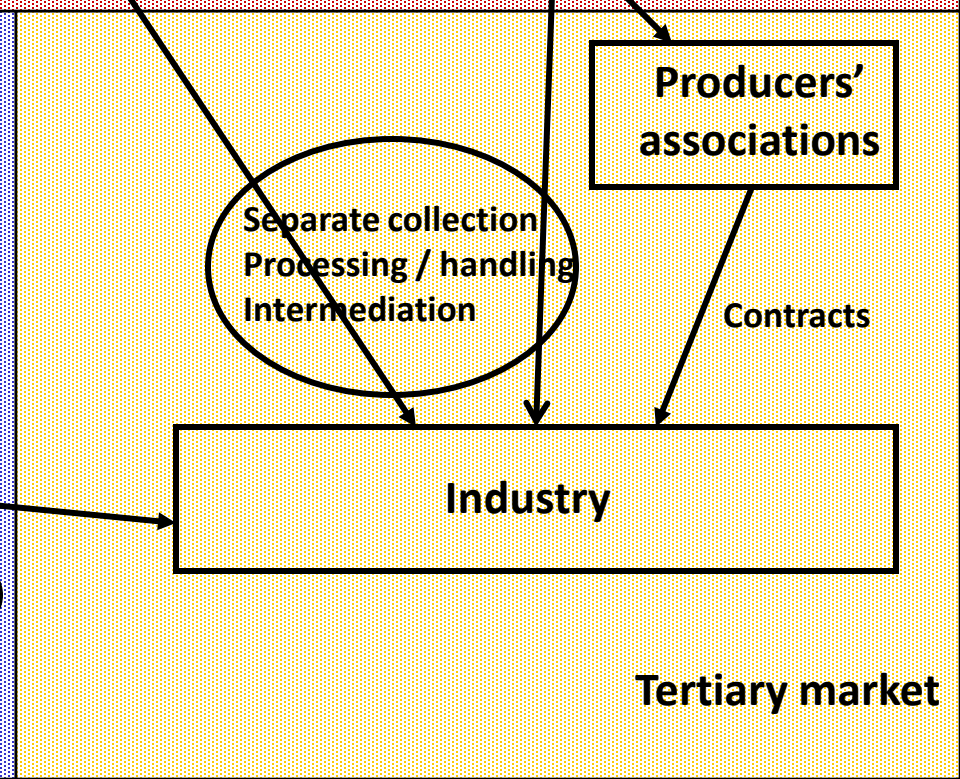 Producers’
associations
Separate collection
Processing / handling
Intermediation
Contracts
Industry
Tertiary market